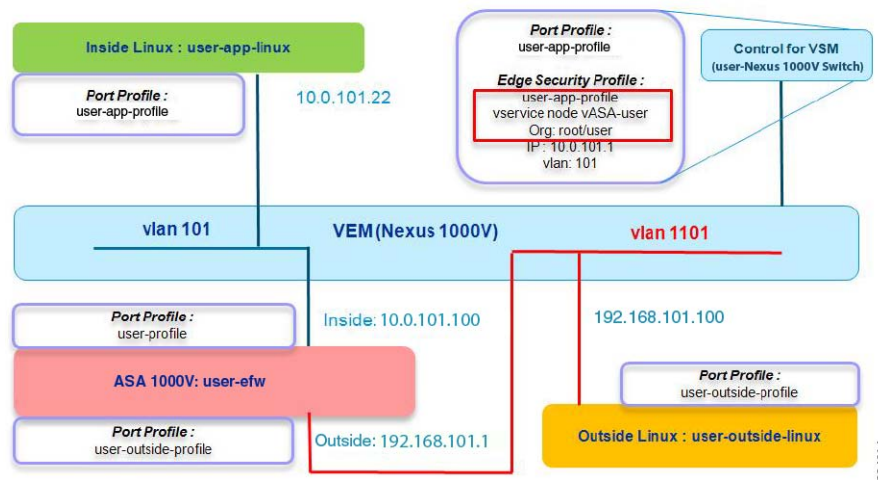 Inside Linux : user-app-linux
Port Profile :
user-app-profile
10.0.101.22
Port Profile :
user-app-profile
Edge Security Profile :
user-app-profile
vservice node vASA-user
Org: root/user
IP : 10.0.101.1
vlan: 101
Control for VSM
(user-Nexus 1000V Switch)
vlan 101
VEM (Nexus 1000V)
vlan 1101
Port Profile :
user-profile
Inside: 10.0.101.100
192.168.101.100
ASA 1000V: user-efw
Port Profile :
user-outside-profile
Port Profile :
user-outside-profile
Outside: 192.168.101.1
Outside Linux : user-outside-linux